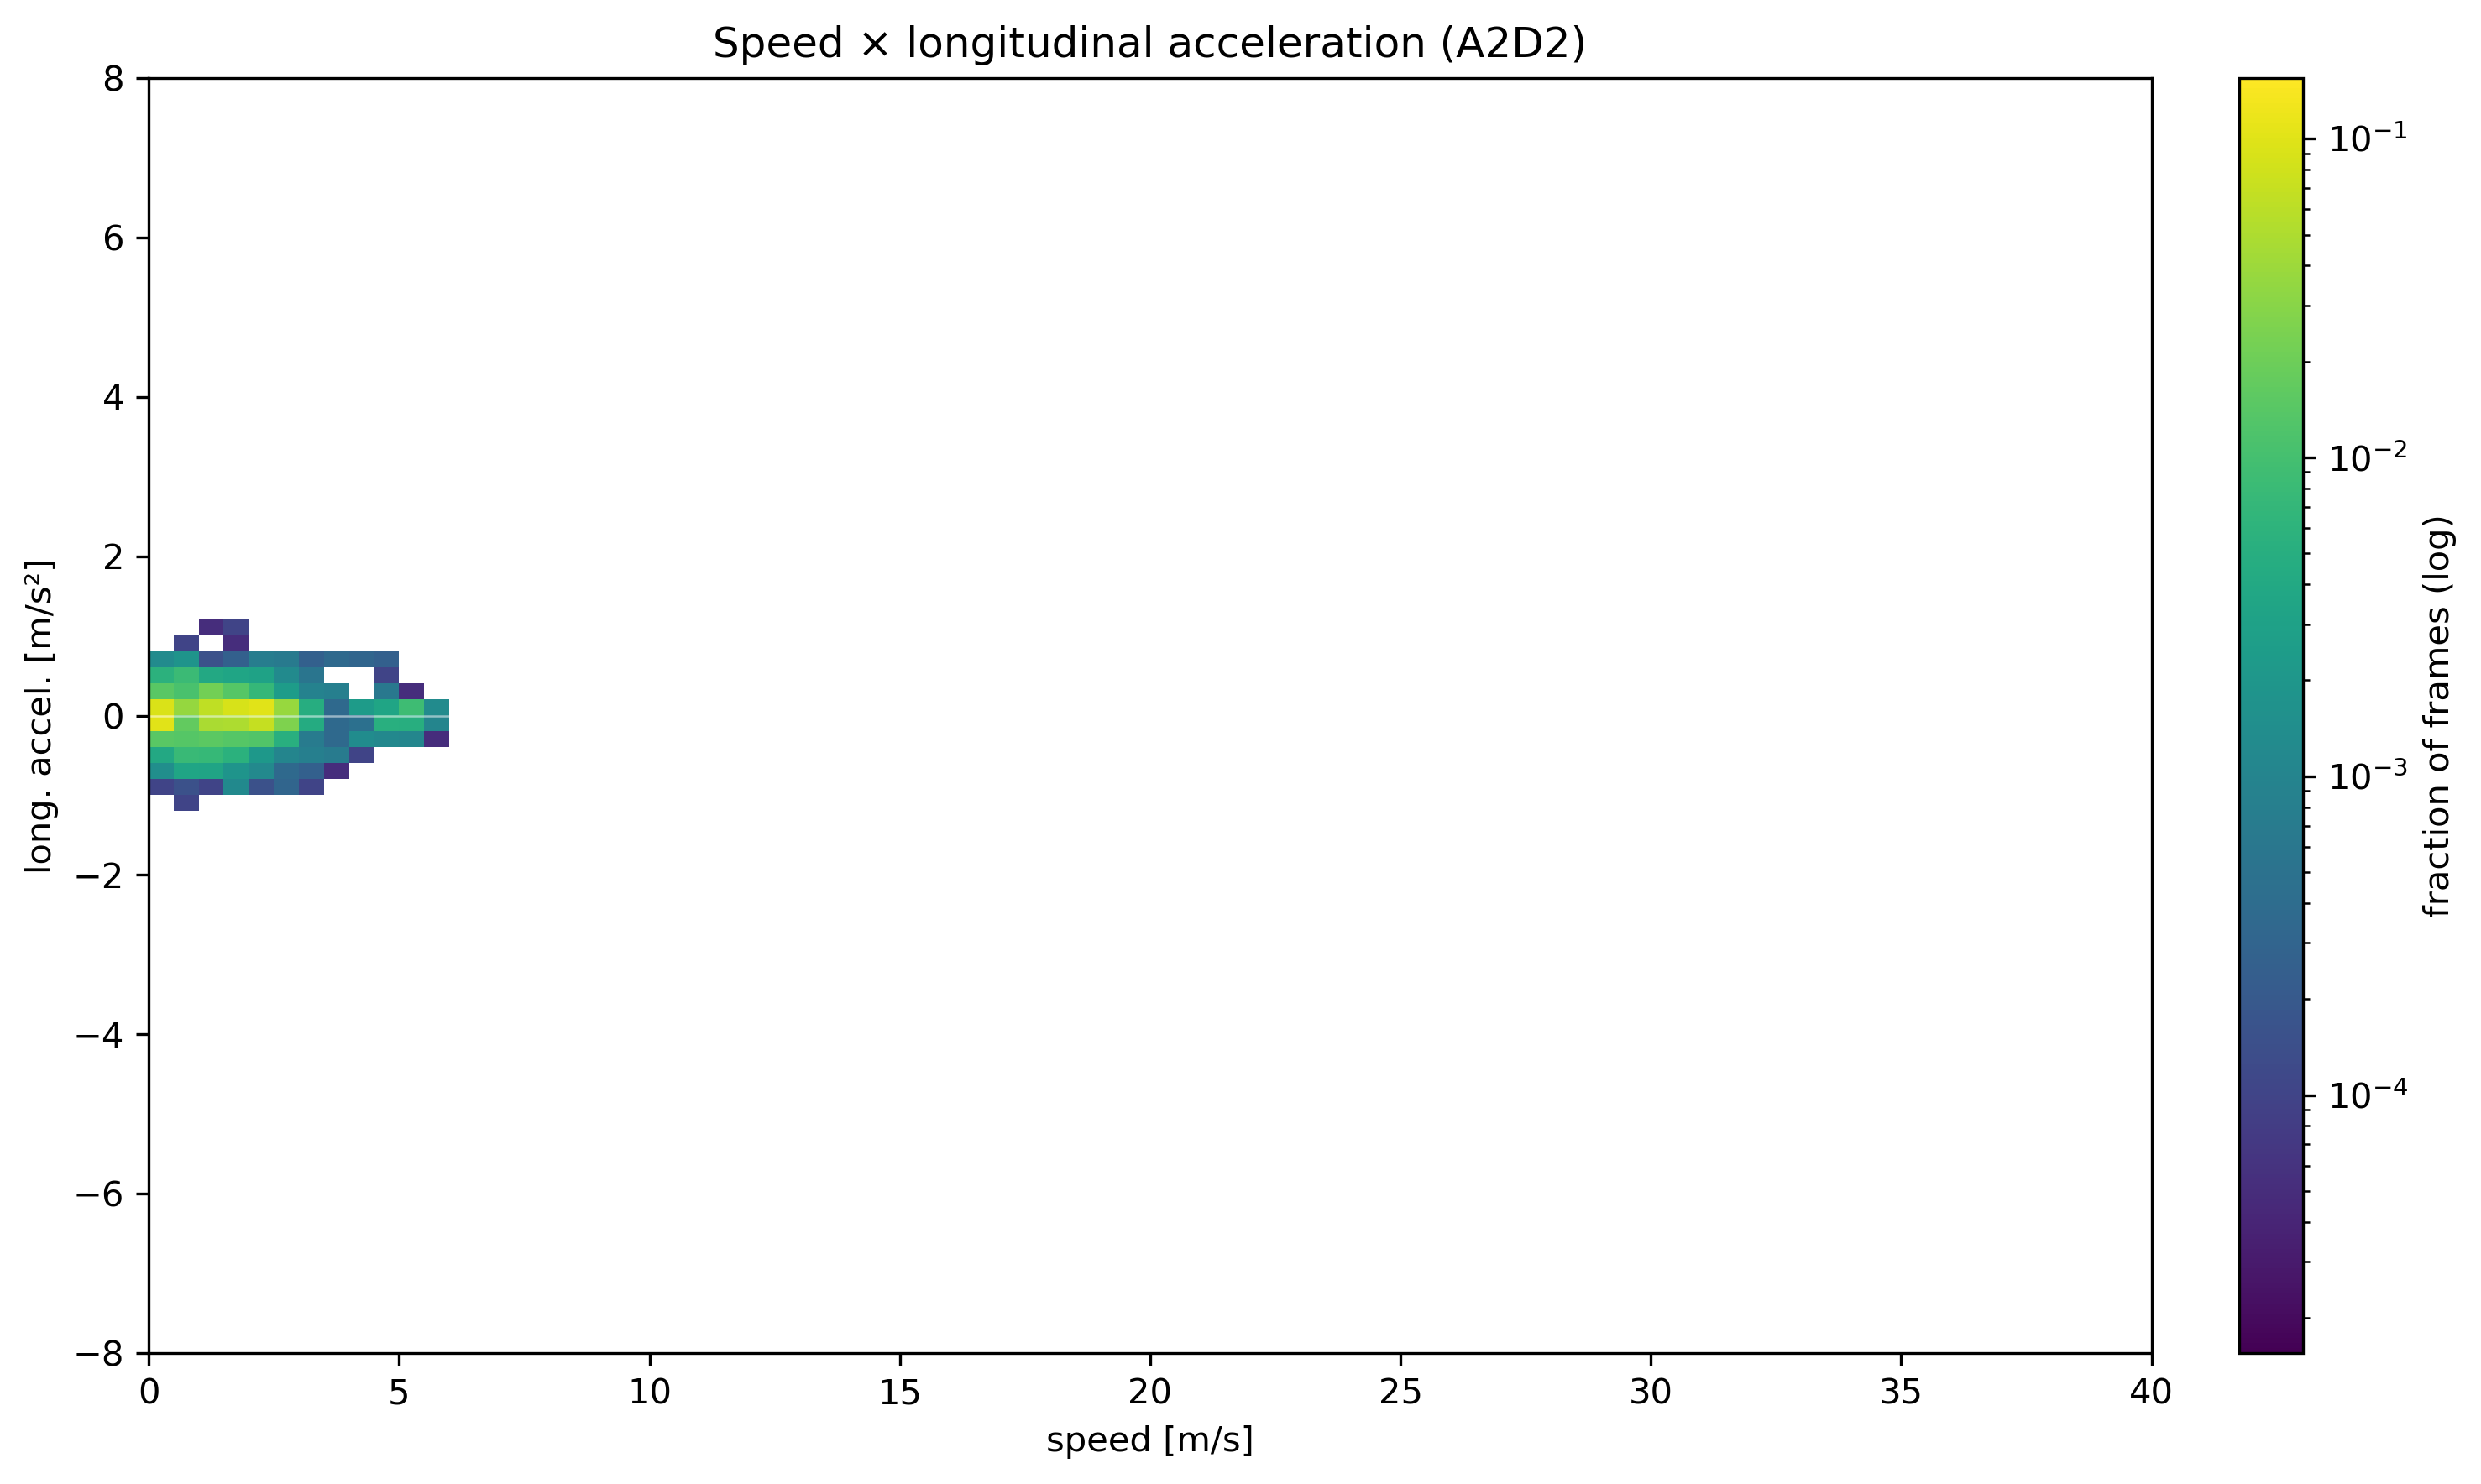 Speed × longitudinal acceleration (A2D2)
8
6
4
2
0
−2
−4
−6
−8
long. accel. [m/s²]
0 5 10 15 20 25 30 35 40
speed [m/s]
10⁻¹
10⁻²
10⁻³
10⁻⁴
fraction of frames (log)